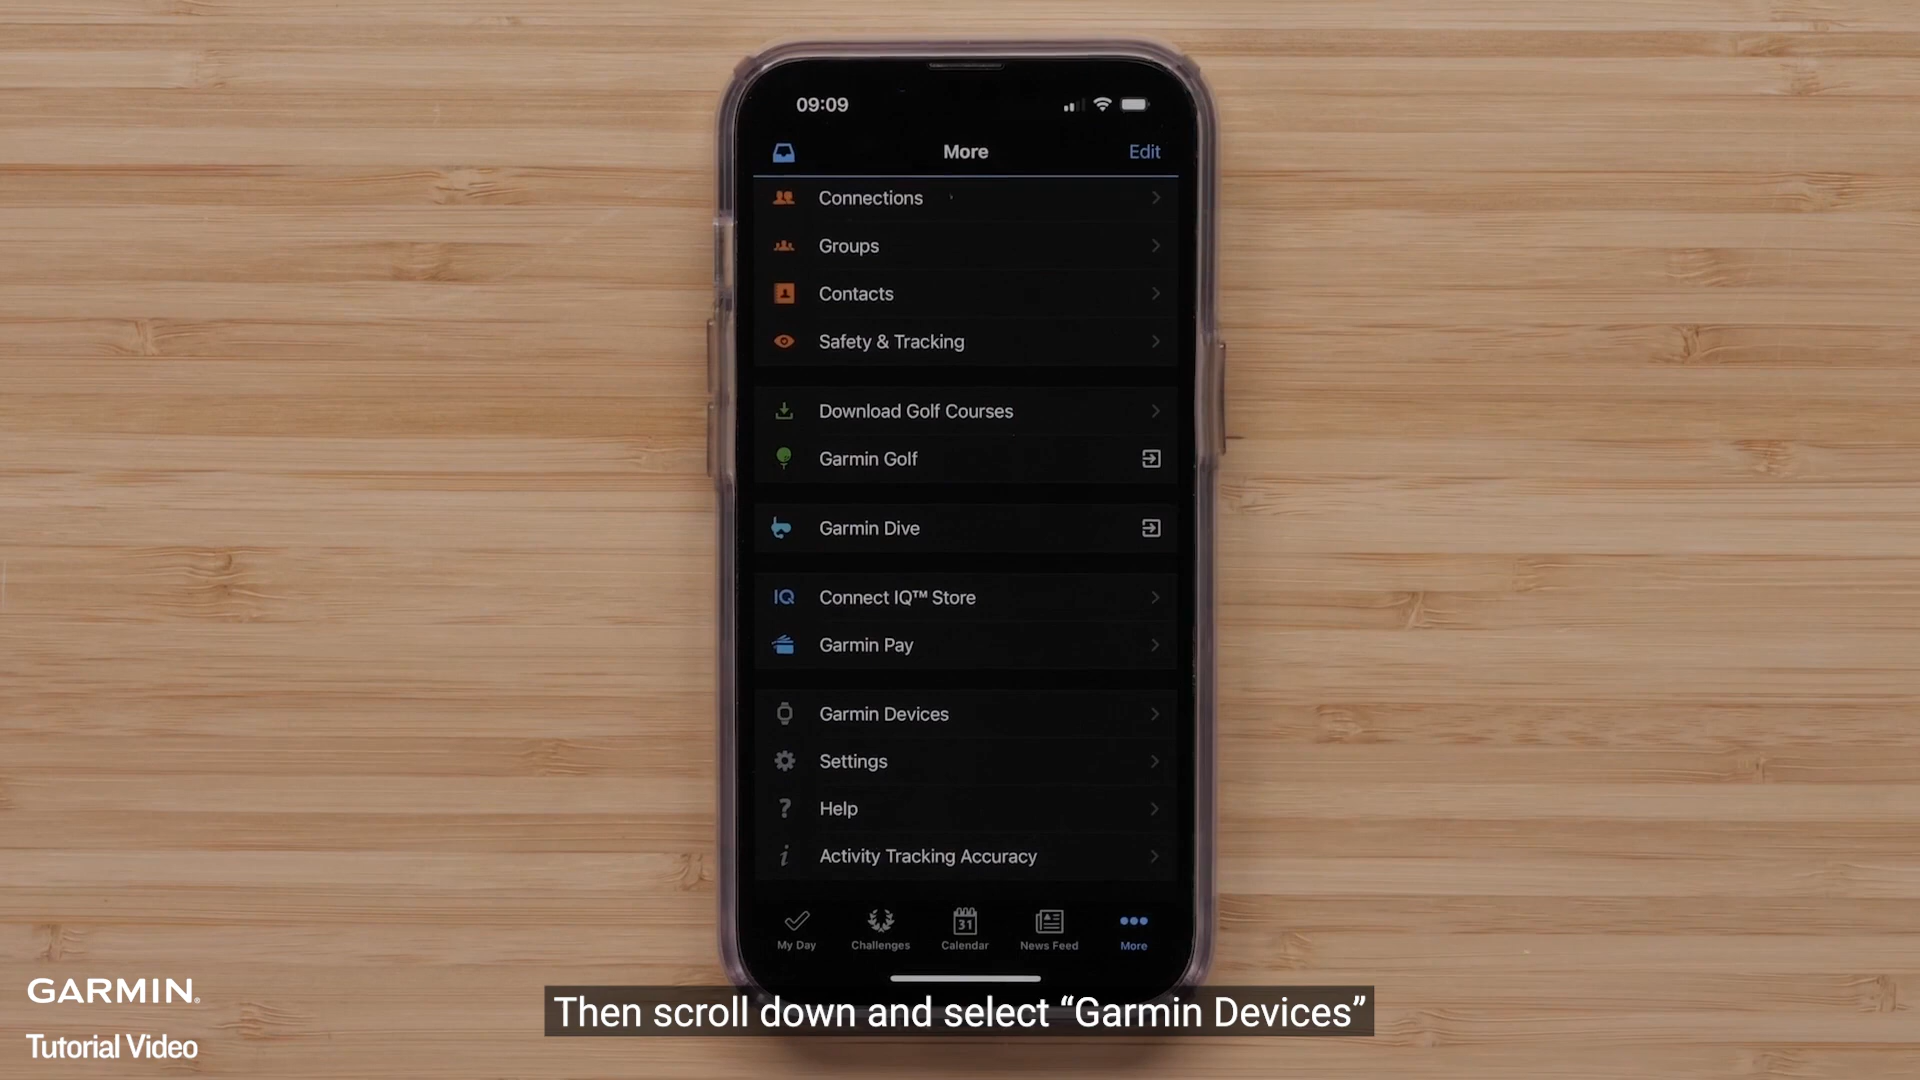 09:09
More
Edit
Connections
Groups
Contacts
Safety & Tracking
Download Golf Courses
Garmin Golf
Garmin Dive
IQ
Connect IQ™ Store
Garmin Pay
Garmin Devices
Settings
?
Help
i
Activity Tracking Accuracy
31
My Day
Challenges
Calendar
News Feed
More
GARMIN®
Tutorial Video
Then scroll down and select “Garmin Devices”